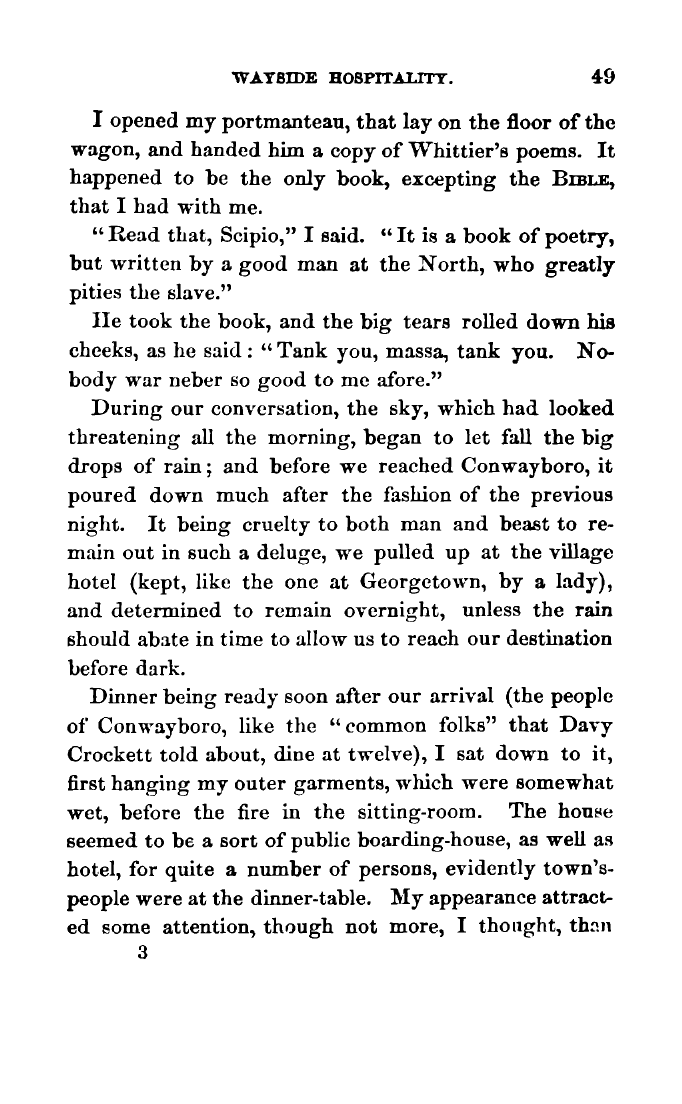 WAYSIDE HOSPITALITY. 49
I opened my portmanteau, that lay on the floor of the
wagon, and handed him a copy of Whittier's poems. It
happened to be the only book, excepting the BIBLE,
that I had with me.
"Read that, Scipio," I said. "It is a book of poetry,
but written by a good man at the North, who greatly
pities the slave."
He took the book, and the big tears rolled down his
cheeks, as he said: "Tank you, massa, tank you. No-
body war neber so good to me afore."
During our conversation, the sky, which had looked
threatening all the morning, began to let fall the big
drops of rain; and before we reached Conwayboro, it
poured down much after the fashion of the previous
night. It being cruelty to both man and beast to re-
main out in such a deluge, we pulled up at the village
hotel (kept, like the one at Georgetown, by a lady),
and determined to remain overnight, unless the rain
should abate in time to allow us to reach our destination
before dark.
Dinner being ready soon after our arrival (the people
of Conwayboro, like the "common folks" that Davy
Crockett told about, dine at twelve), I sat down to it,
first hanging my outer garments, which were somewhat
wet, before the fire in the sitting-room. The house
seemed to be a sort of public boarding-house, as well as
hotel, for quite a number of persons, evidently town's-
people were at the dinner-table. My appearance attract-
ed some attention, though not more, I thought, than
3